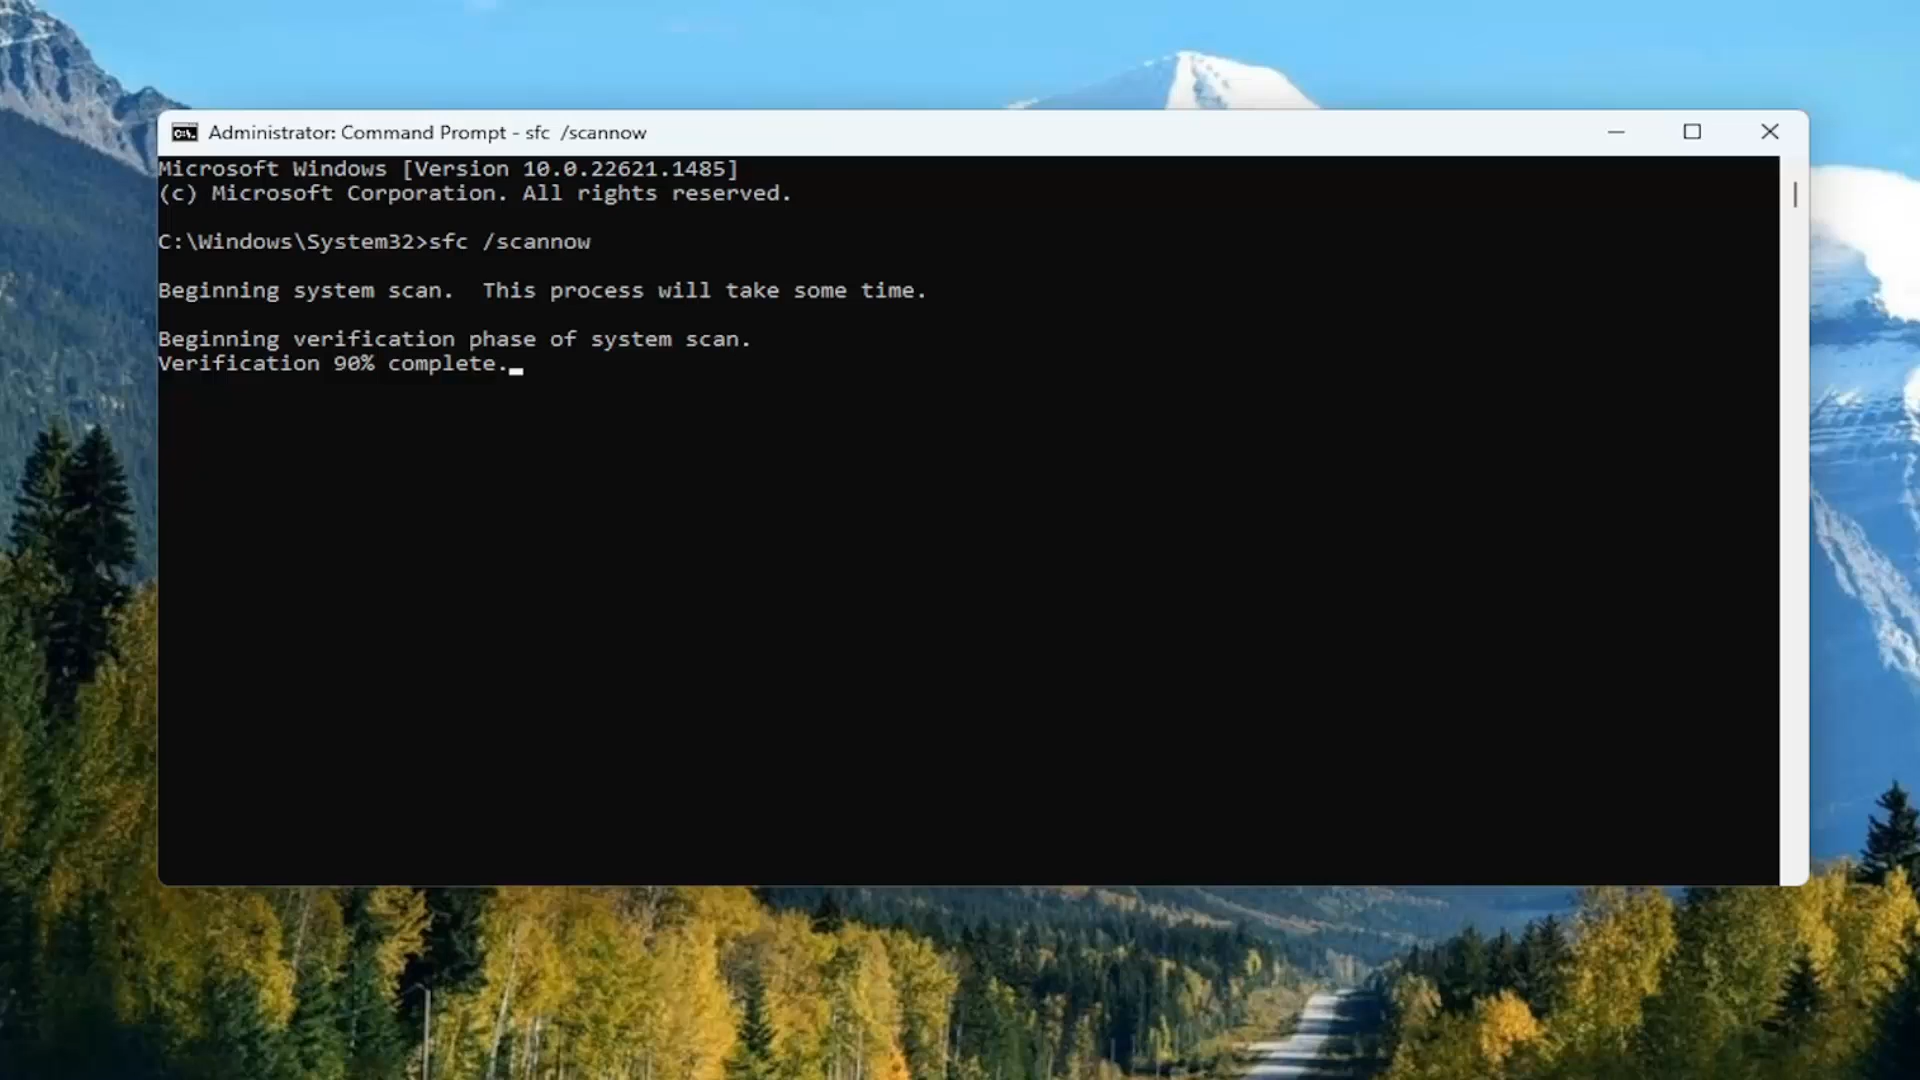 Administrator: Command Prompt - sfc  /scannow
Microsoft Windows [Version 10.0.22621.1485]
(c) Microsoft Corporation. All rights reserved.
C:\Windows\System32>sfc /scannow
Beginning system scan.  This process will take some time.
Beginning verification phase of system scan.
Verification 90% complete.